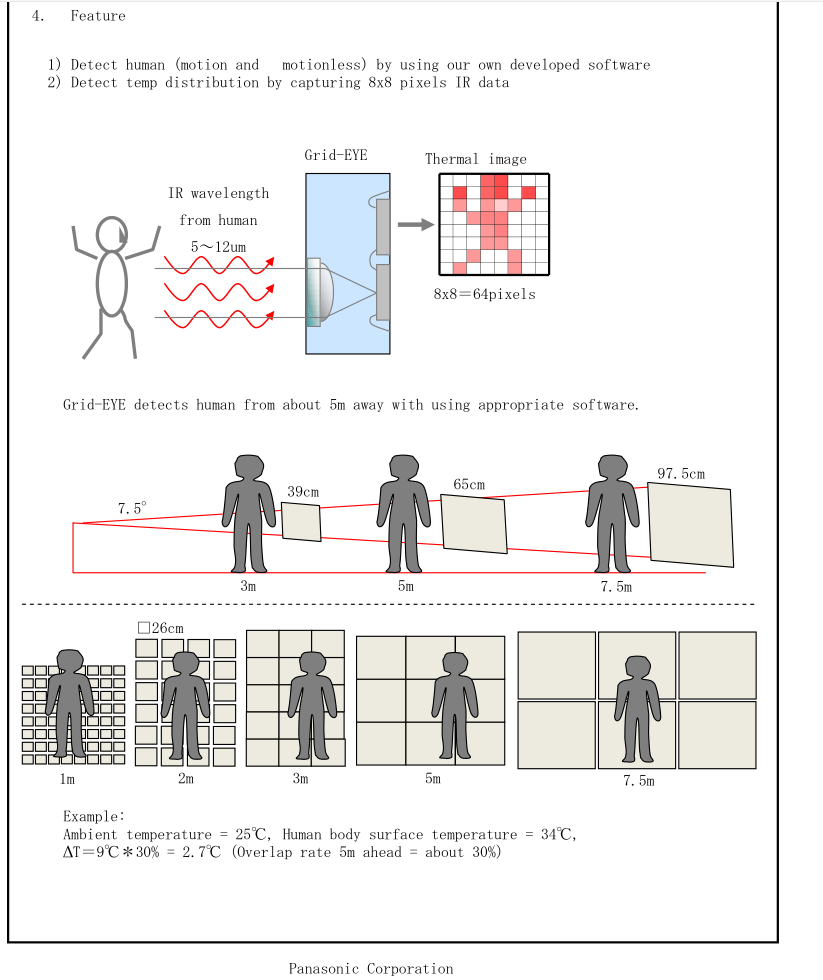 4. Feature
1) Detect human (motion and motionless) by using our own developed software
2) Detect temp distribution by capturing 8x8 pixels IR data
Grid-EYE
Thermal image
IR wavelength
from human
5～12um
8x8＝64pixels
Grid-EYE detects human from about 5m away with using appropriate software.
97.5cm
65cm
39cm
7.5°
3m
5m
7.5m
□26cm
1m
2m
3m
5m
7.5m
Example:
Ambient temperature = 25℃, Human body surface temperature = 34℃,
ΔT＝9℃＊30% = 2.7℃ (Overlap rate 5m ahead = about 30%)
Panasonic Corporation